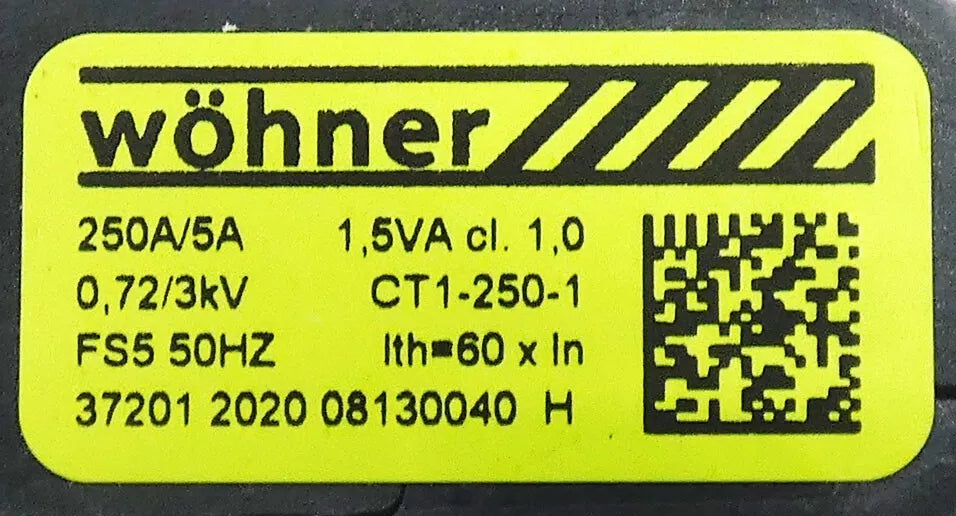 wöhner
250A/5A 1,5VA cl. 1,0
0,72/3kV CT1-250-1
FS5 50HZ Ith=60 x In
37201 2020 08130040 H